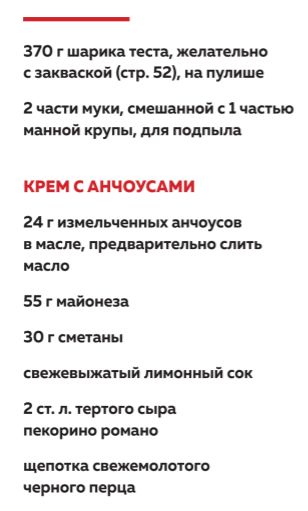 370 г шарика теста, желательно
с закваской (стр. 52), на пулише
2 части муки, смешанной с 1 частью
манной крупы, для подпыла
КРЕМ С АНЧОУСАМИ
24 г измельченных анчоусов
в масле, предварительно слить
масло
55 г майонеза
30 г сметаны
свежевыжатый лимонный сок
2 ст. л. тертого сыра
пекорино романо
щепотка свежемолотого
черного перца